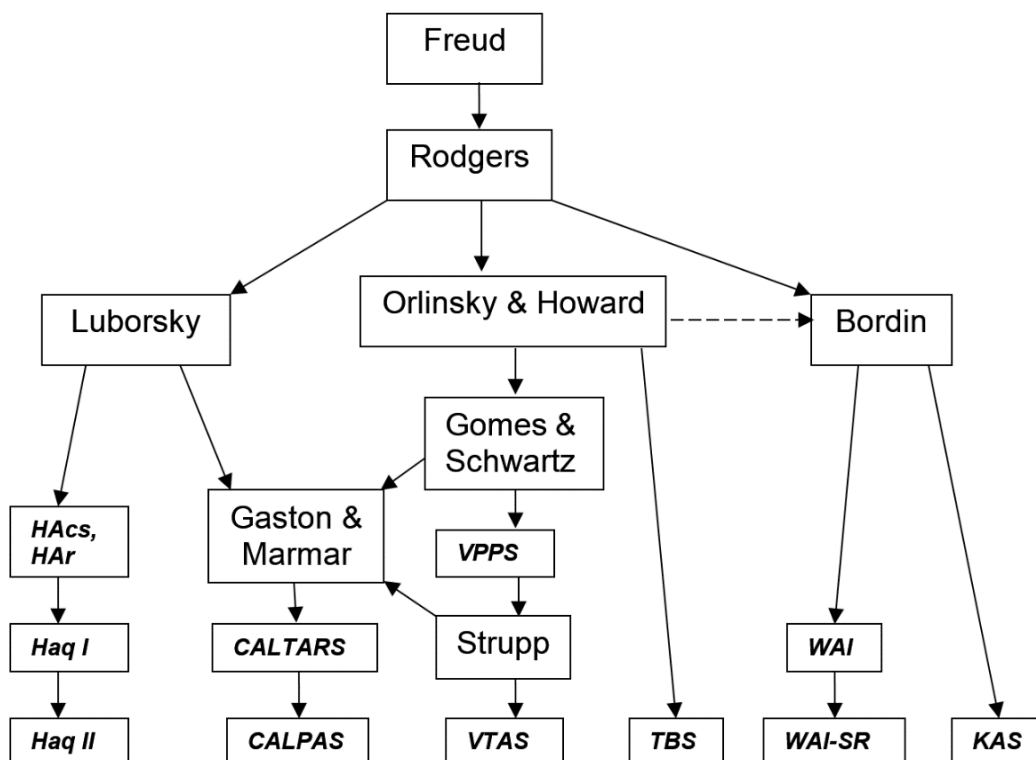 Freud
Rodgers
Luborsky
Orlinsky & Howard
Bordin
Gomes &
Schwartz
HAcs,
HAr
Gaston &
Marmar
VPPS
Haq I
CALTARS
Strupp
WAI
Haq II
CALPAS
VTAS
TBS
WAI-SR
KAS